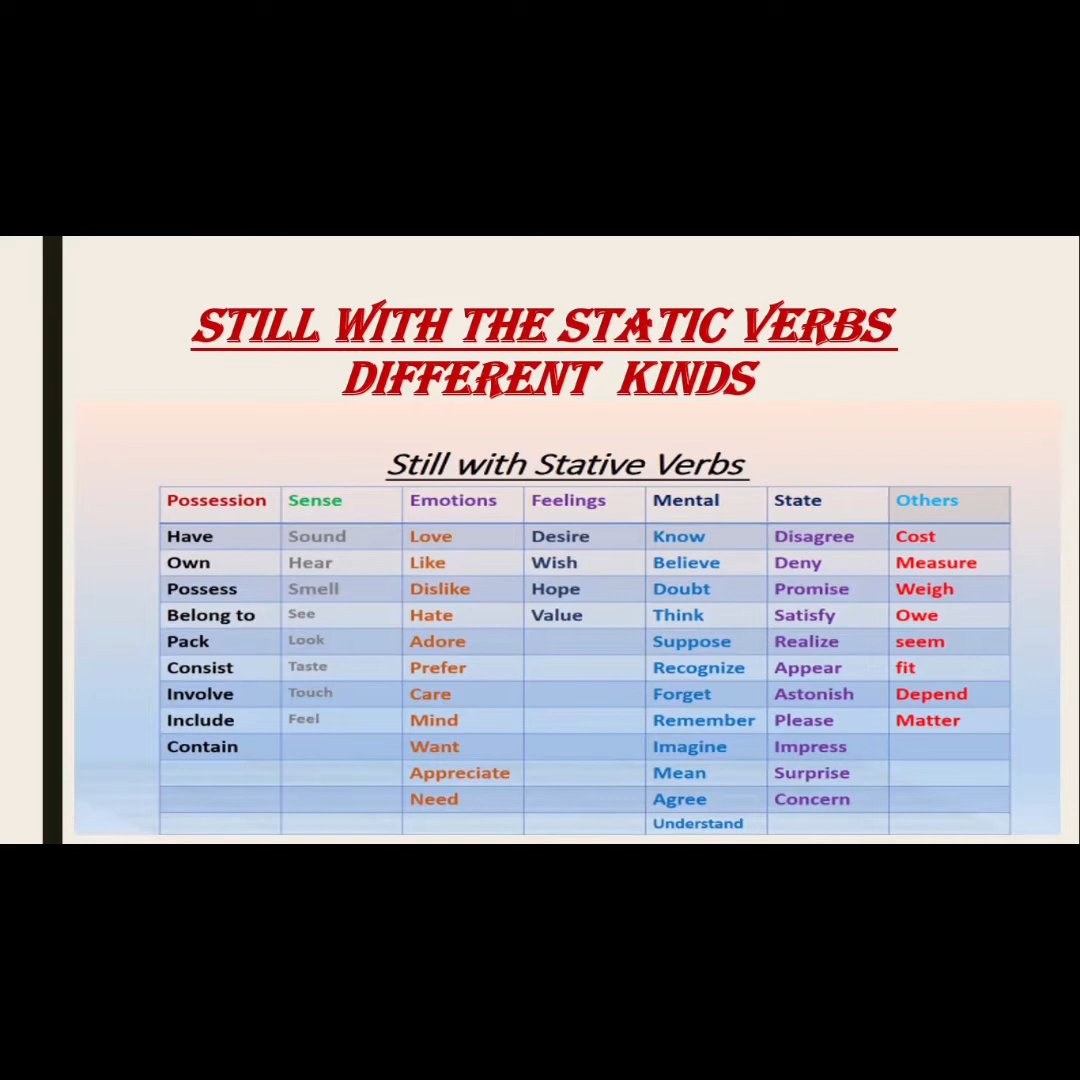 STILL WITH THE STATIC VERBS
DIFFERENT KINDS
Still with Stative Verbs
Possession Sense Emotions Feelings Mental State Others
Have Sound Love Desire Know Disagree Cost
Own Hear Like Wish Believe Deny Measure
Possess Smell Dislike Hope Doubt Promise Weigh
Belong to See Hate Value Think Satisfy Owe
Pack Look Adore Suppose Realize seem
Consist Taste Prefer Recognize Appear fit
Involve Touch Care Forget Astonish Depend
Include Feel Mind Remember Please Matter
Contain Want Imagine Impress
Appreciate Mean Surprise
Need Agree Concern
Understand